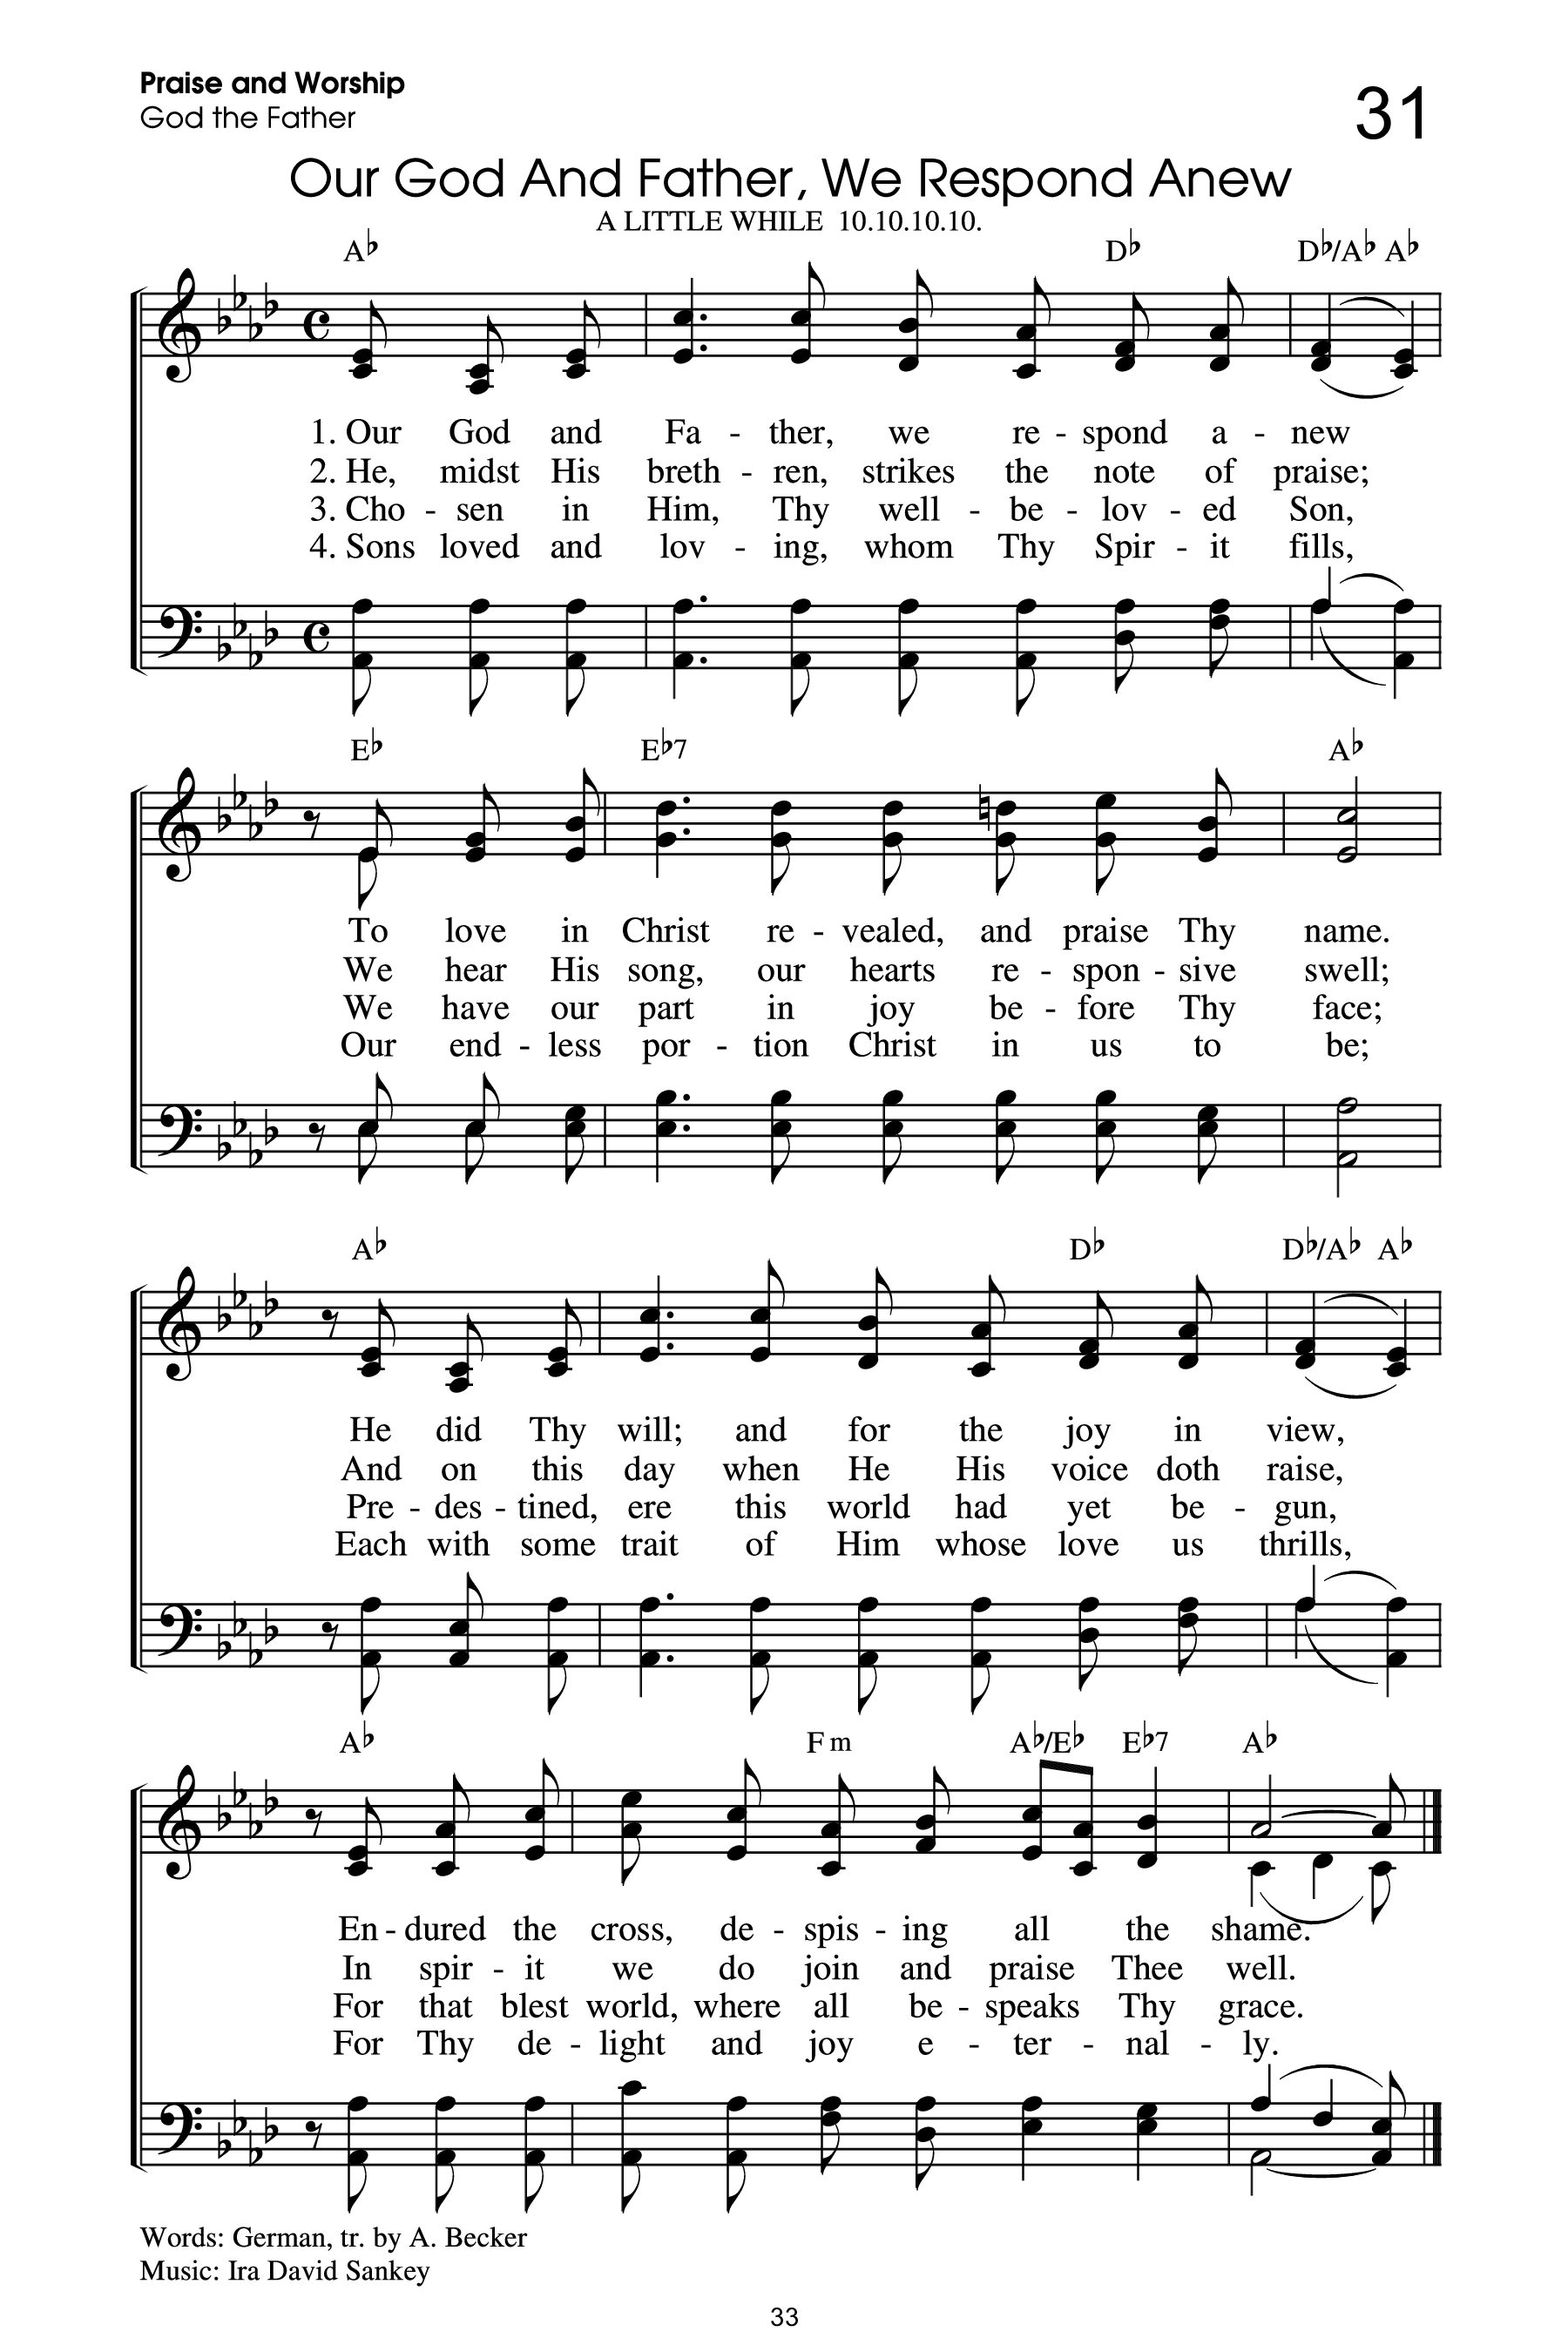 Praise and Worship
God the Father
31
Our God And Father, We Respond Anew
A LITTLE WHILE 10.10.10.10.
A♭ D♭ D♭/A♭ A♭
1. Our God and Fa - ther, we re - spond a - new
2. He, midst His breth - ren, strikes the note of praise;
3. Cho - sen in Him, Thy well - be - lov - ed Son,
4. Sons loved and lov - ing, whom Thy Spir - it fills,
E♭ E♭7 A♭
To love in Christ re - vealed, and praise Thy name.
We hear His song, our hearts re - spon - sive swell;
We have our part in joy be - fore Thy face;
Our end - less por - tion Christ in us to be;
A♭ D♭ D♭/A♭ A♭
He did Thy will; and for the joy in view,
And on this day when He His voice doth raise,
Pre - des - tined, ere this world had yet be - gun,
Each with some trait of Him whose love us thrills,
A♭ Fm A♭/E♭ E♭7 A♭
En - dured the cross, de - spis - ing all the shame.
In spir - it we do join and praise Thee well.
For that blest world, where all be - speaks Thy grace.
For Thy de - light and joy e - ter - nal - ly.
Words: German, tr. by A. Becker
Music: Ira David Sankey
33